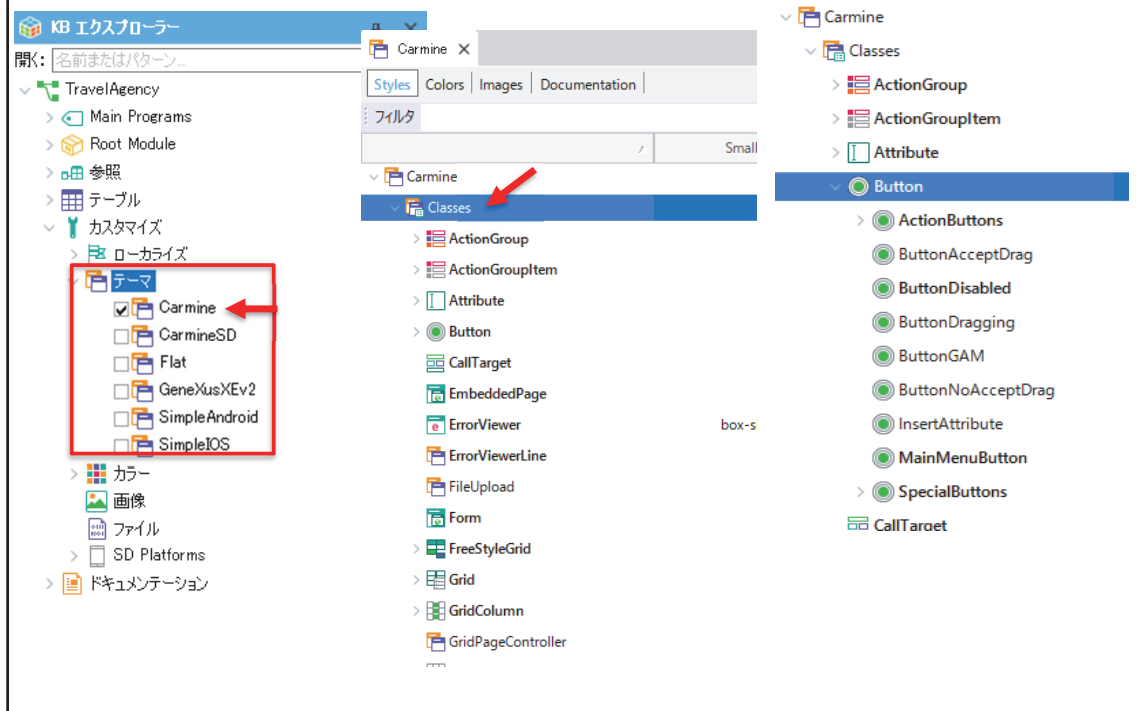 KB エクスプローラー
開く: 名前またはパターン...
TravelAgency
Main Programs
Root Module
参照
テーブル
カスタマイズ
ローカライズ
テーマ
Carmine
CarmineSD
Flat
GeneXusXEv2
SimpleAndroid
SimpleIOS
カラー
画像
ファイル
SD Platforms
ドキュメンテーション
Carmine
Styles Colors Images Documentation
フィルタ
Small
Carmine
Classes
ActionGroup
ActionGroupItem
Attribute
Button
CallTarget
EmbeddedPage
ErrorViewer box-s
ErrorViewerLine
FileUpload
Form
FreeStyleGrid
Grid
GridColumn
GridPageController
Carmine
Classes
ActionGroup
ActionGroupItem
Attribute
Button
ActionButtons
ButtonAcceptDrag
ButtonDisabled
ButtonDragging
ButtonGAM
ButtonNoAcceptDrag
InsertAttribute
MainMenuButton
SpecialButtons
CallTarget